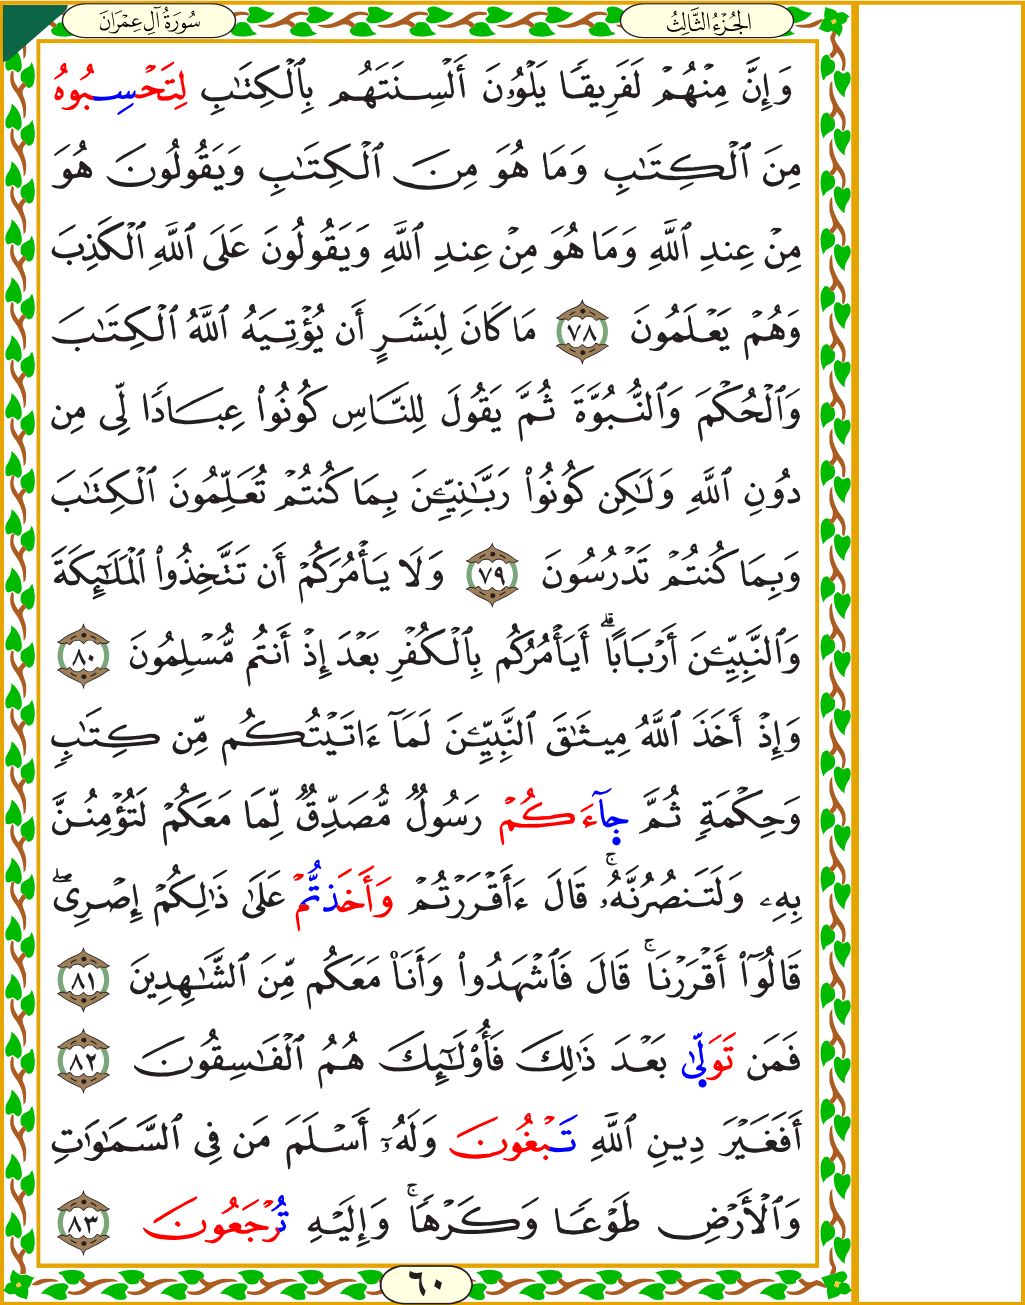 سُورَةُ آلِ عِمْرَانَ
الجُزْءُ الثَّالِثُ
وَإِنَّ مِنْهُمْ لَفَرِيقًا يَلْوُۥنَ أَلْسِنَتَهُم بِٱلْكِتَٰبِ لِتَحْسِبُوهُ
مِنَ ٱلْكِتَٰبِ وَمَا هُوَ مِنَ ٱلْكِتَٰبِ وَيَقُولُونَ هُوَ
مِنْ عِندِ ٱللَّهِ وَمَا هُوَ مِنْ عِندِ ٱللَّهِ وَيَقُولُونَ عَلَى ٱللَّهِ ٱلْكَذِبَ
وَهُمْ يَعْلَمُونَ ٧٨ مَا كَانَ لِبَشَرٍ أَن يُؤْتِيَهُ ٱللَّهُ ٱلْكِتَٰبَ
وَٱلْحُكْمَ وَٱلنُّبُوَّةَ ثُمَّ يَقُولَ لِلنَّاسِ كُونُوا۟ عِبَادًا لِّى مِن
دُونِ ٱللَّهِ وَلَٰكِن كُونُوا۟ رَبَّٰنِيِّۦنَ بِمَا كُنتُمْ تُعَلِّمُونَ ٱلْكِتَٰبَ
وَبِمَا كُنتُمْ تَدْرُسُونَ ٧٩ وَلَا يَأْمُرَكُمْ أَن تَتَّخِذُوا۟ ٱلْمَلَٰٓئِكَةَ
وَٱلنَّبِيِّۦنَ أَرْبَابًا ۗ أَيَأْمُرُكُم بِٱلْكُفْرِ بَعْدَ إِذْ أَنتُم مُّسْلِمُونَ ٨٠
وَإِذْ أَخَذَ ٱللَّهُ مِيثَٰقَ ٱلنَّبِيِّۦنَ لَمَآ ءَاتَيْتُكُم مِّن كِتَٰبٍ
وَحِكْمَةٍ ثُمَّ جَآءَكُمْ رَسُولٌ مُّصَدِّقٌ لِّمَا مَعَكُمْ لَتُؤْمِنُنَّ
بِهِۦ وَلَتَنصُرُنَّهُۥ ۚ قَالَ ءَأَقْرَرْتُمْ وَأَخَذتُّمْ عَلَىٰ ذَٰلِكُمْ إِصْرِى ۖ
قَالُوٓا۟ أَقْرَرْنَا ۚ قَالَ فَٱشْهَدُوا۟ وَأَنَا۠ مَعَكُم مِّنَ ٱلشَّٰهِدِينَ ٨١
فَمَن تَوَلَّىٰ بَعْدَ ذَٰلِكَ فَأُو۟لَٰٓئِكَ هُمُ ٱلْفَٰسِقُونَ ٨٢
أَفَغَيْرَ دِينِ ٱللَّهِ تَبْغُونَ وَلَهُۥٓ أَسْلَمَ مَن فِى ٱلسَّمَٰوَٰتِ
وَٱلْأَرْضِ طَوْعًا وَكَرْهًا ۚ وَإِلَيْهِ تُرْجَعُونَ ٨٣
٦٠